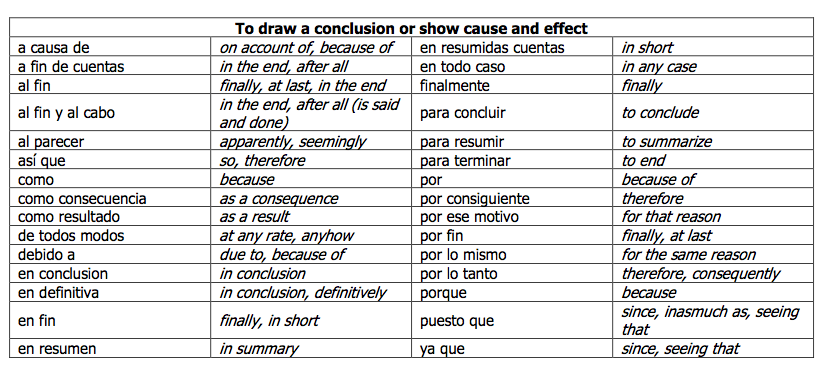 To draw a conclusion or show cause and effect
a causa de on account of, because of en resumidas cuentas in short
a fin de cuentas in the end, after all en todo caso in any case
al fin finally, at last, in the end finalmente finally
al fin y al cabo in the end, after all (is said and done) para concluir to conclude
al parecer apparently, seemingly para resumir to summarize
así que so, therefore para terminar to end
como because por because of
como consecuencia as a consequence por consiguiente therefore
como resultado as a result por ese motivo for that reason
de todos modos at any rate, anyhow por fin finally, at last
debido a due to, because of por lo mismo for the same reason
en conclusion in conclusion por lo tanto therefore, consequently
en definitiva in conclusion, definitively porque because
en fin finally, in short puesto que since, inasmuch as, seeing that
en resumen in summary ya que since, seeing that